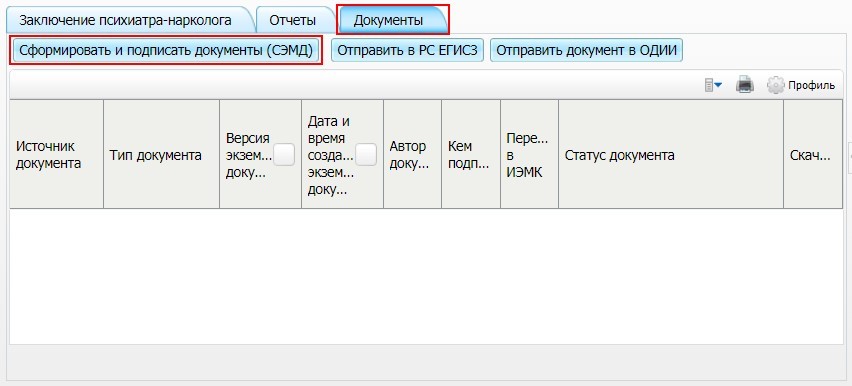 Заключение психиатра-нарколога Отчеты Документы
Сформировать и подписать документы (СЭМД) Отправить в РС ЕГИСЗ Отправить документ в ОДИИ
Профиль
Источник
документа
Тип документа
Версия
экзем...
доку...
Дата и
время
созда...
экзем...
доку...
Автор
доку...
Кем
подп...
Пере...
в
ИЭМК
Статус документа
Скач...